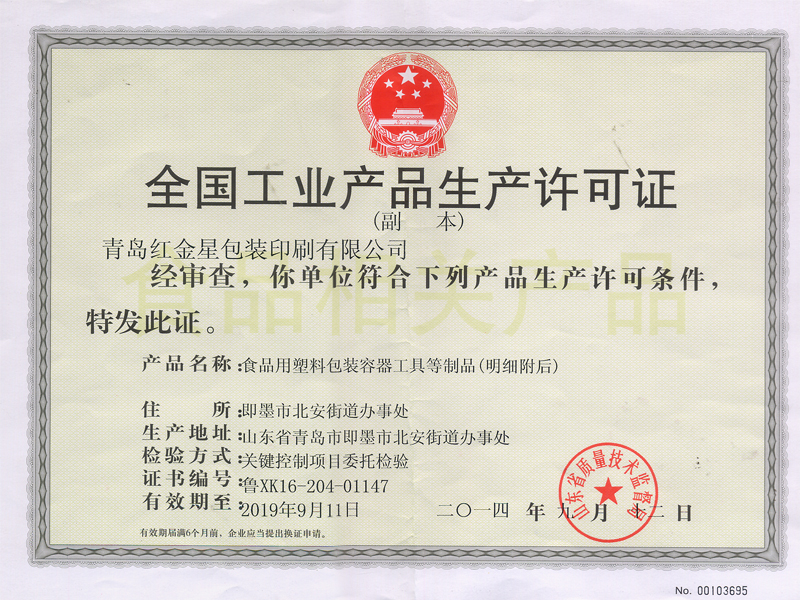 全国工业产品生产许可证
(副 本)
青岛红金星包装印刷有限公司
经审查，你单位符合下列产品生产许可条件，
特发此证。
食品相关产品
产品名称:食品用塑料包装容器工具等制品(明细附后)
住 所:即墨市北安街道办事处
生产地址:山东省青岛市即墨市北安街道办事处
检验方式:关键控制项目委托检验
证书编号:鲁XK16-204-01147
有效期至:2019年9月11日
二〇一四 年 九 月 十二 日
山东省质量技术监督局
有效期届满6个月前，企业应当提出换证申请。
No. 00103695